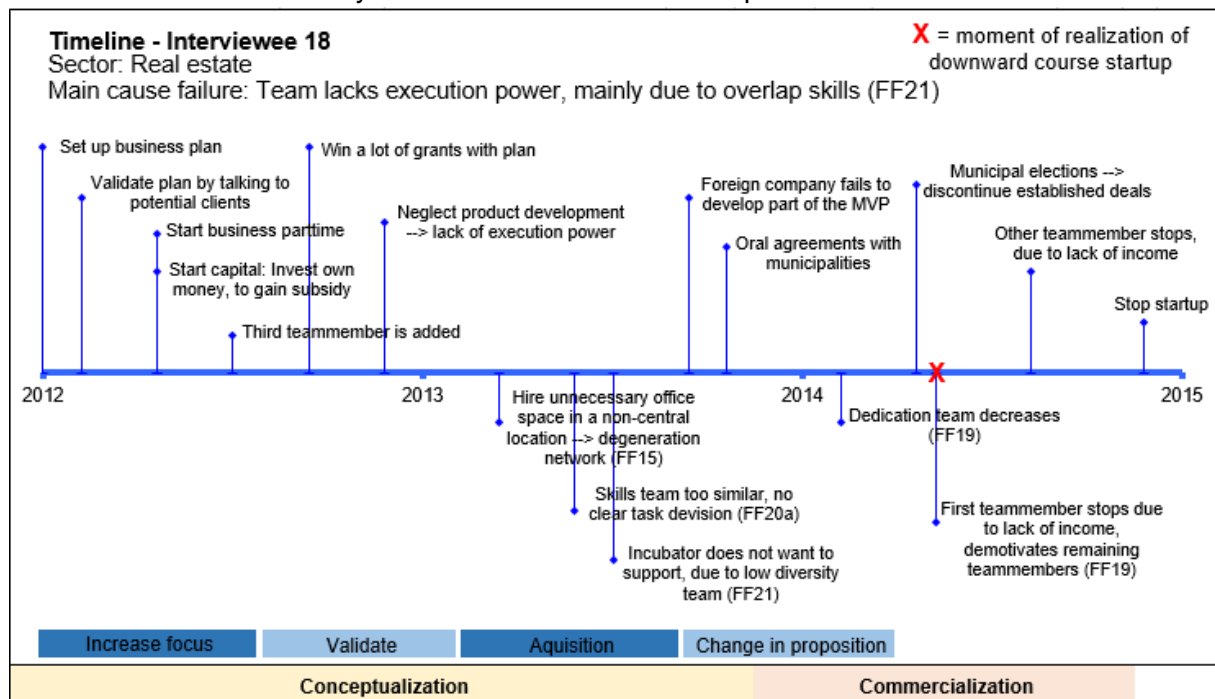 Timeline - Interviewee 18
Sector: Real estate
Main cause failure: Team lacks execution power, mainly due to overlap skills (FF21)
X = moment of realization of
downward course startup
Set up business plan
Validate plan by talking to
potential clients
Start business parttime
Start capital: Invest own
money, to gain subsidy
Third teammember is added
Win a lot of grants with plan
Neglect product development
--> lack of execution power
Foreign company fails to
develop part of the MVP
Oral agreements with
municipalities
Municipal elections -->
discontinue established deals
Other teammember stops,
due to lack of income
Stop startup
X
2012
2013
2014
2015
Hire unnecessary office
space in a non-central
location --> degeneration
network (FF15)
Skills team too similar, no
clear task devision (FF20a)
Incubator does not want to
support, due to low diversity
team (FF21)
Dedication team decreases
(FF19)
First teammember stops due
to lack of income,
demotivates remaining
teammembers (FF19)
Increase focus
Validate
Aquisition
Change in proposition
Conceptualization
Commercialization